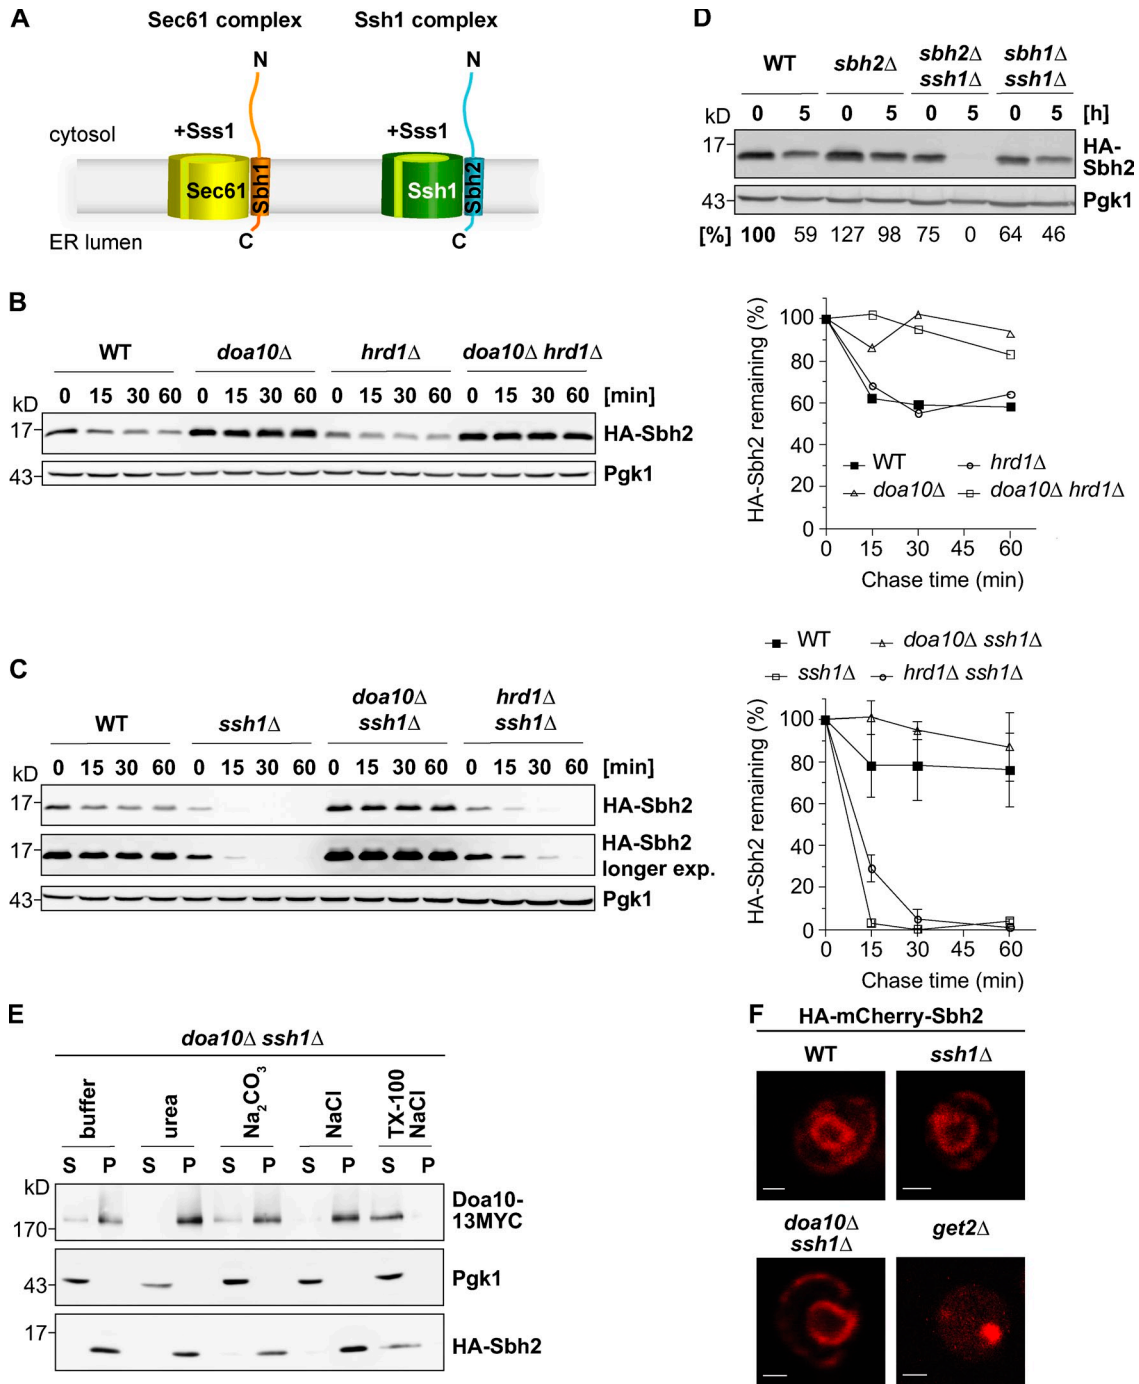 A
Sec61 complex
Ssh1 complex
N
N
cytosol
+Sss1
+Sss1
Sec61
Sbh1
Ssh1
Sbh2
ER lumen
C
C
D
WT
sbh2Δ
sbh2Δ ssh1Δ
sbh1Δ ssh1Δ
kD
0 5 0 5 0 5 0 5 [h]
17
HA-Sbh2
43
Pgk1
[%] 100 59 127 98 75 0 64 46
B
WT
doa10Δ
hrd1Δ
doa10Δ hrd1Δ
kD
0 15 30 60 0 15 30 60 0 15 30 60 0 15 30 60 [min]
17
HA-Sbh2
43
Pgk1
HA-Sbh2 remaining (%)
100
80
60
40
20
0
WT
hrd1Δ
doa10Δ
doa10Δ hrd1Δ
0 15 30 45 60
Chase time (min)
C
WT
ssh1Δ
doa10Δ ssh1Δ
hrd1Δ ssh1Δ
kD
0 15 30 60 0 15 30 60 0 15 30 60 0 15 30 60 [min]
17
HA-Sbh2
17
HA-Sbh2
longer exp.
43
Pgk1
WT
doa10Δ ssh1Δ
ssh1Δ
hrd1Δ ssh1Δ
HA-Sbh2 remaining (%)
100
80
60
40
20
0
0 15 30 45 60
Chase time (min)
E
doa10Δ ssh1Δ
buffer
urea
Na2CO3
NaCl
TX-100 NaCl
S P S P S P S P S P
kD
170
Doa10-13MYC
43
Pgk1
17
HA-Sbh2
F
HA-mCherry-Sbh2
WT
ssh1Δ
doa10Δ ssh1Δ
get2Δ